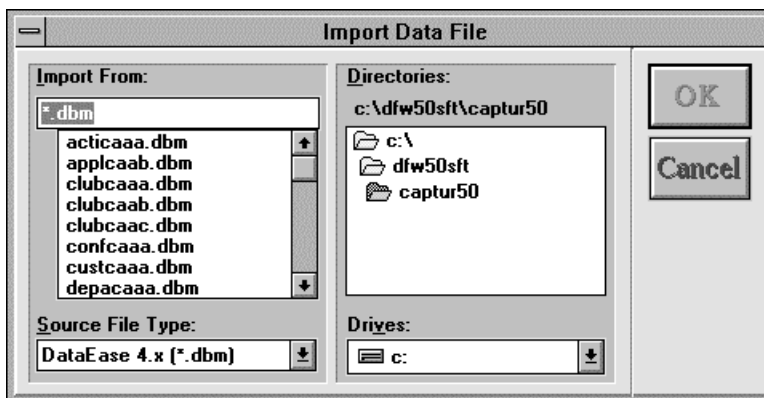 Import Data File
Import From:
*.dbm
acticaaa.dbm
applcaab.dbm
clubcaaa.dbm
clubcaab.dbm
clubcaac.dbm
confcaaa.dbm
custcaaa.dbm
depacaaa.dbm
Source File Type:
DataEase 4.x (*.dbm)
Directories:
c:\dfw50sft\captur50
c:\
dfw50sft
captur50
Drives:
c:
OK
Cancel